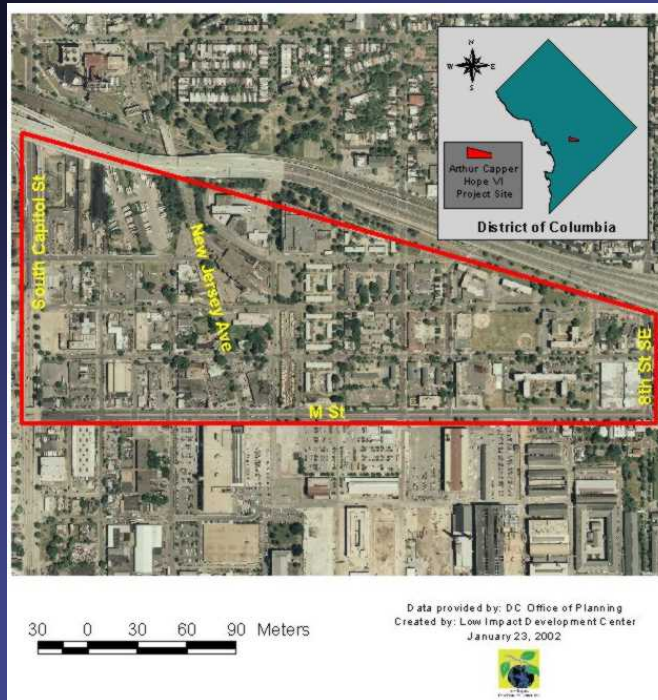 N
W E
S
Arthur Capper
Hope VI
Project Site
District of Columbia
South Capitol St
New Jersey Ave
8th St SE
M St
30 0 30 60 90 Meters
Data provided by: DC Office of Planning
Created by: Low Impact Development Center
January 23, 2002